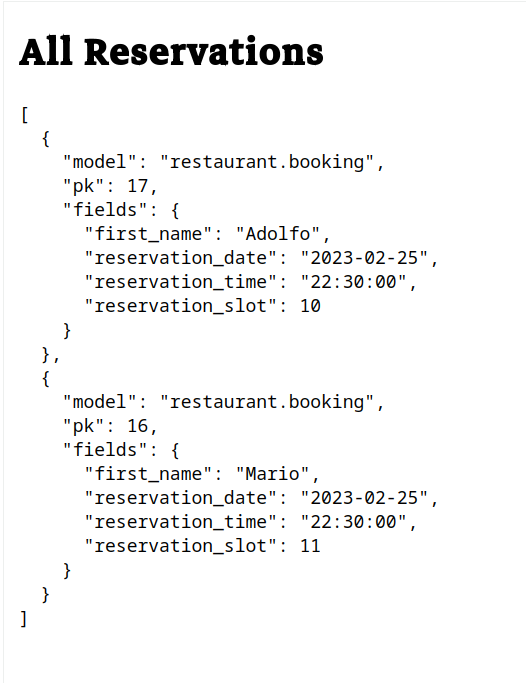 All Reservations
[
  {
    "model": "restaurant.booking",
    "pk": 17,
    "fields": {
      "first_name": "Adolfo",
      "reservation_date": "2023-02-25",
      "reservation_time": "22:30:00",
      "reservation_slot": 10
    }
  },
  {
    "model": "restaurant.booking",
    "pk": 16,
    "fields": {
      "first_name": "Mario",
      "reservation_date": "2023-02-25",
      "reservation_time": "22:30:00",
      "reservation_slot": 11
    }
  }
]